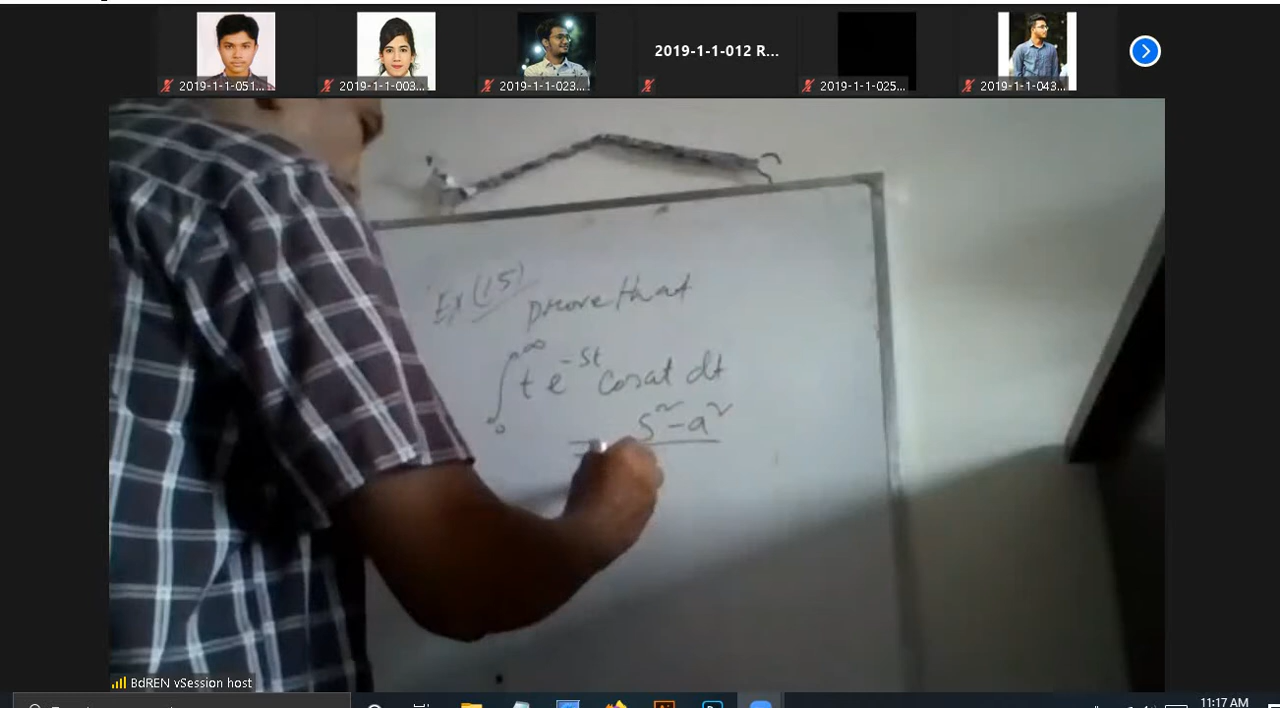 2019-1-1-051...
2019-1-1-003...
2019-1-1-023...
2019-1-1-012 R...
2019-1-1-025...
2019-1-1-043...
Ex (15) prove that
∫₀^∞ t e^{-st} cosat dt
= s² - a²
BdREN vSession host
11:17 AM